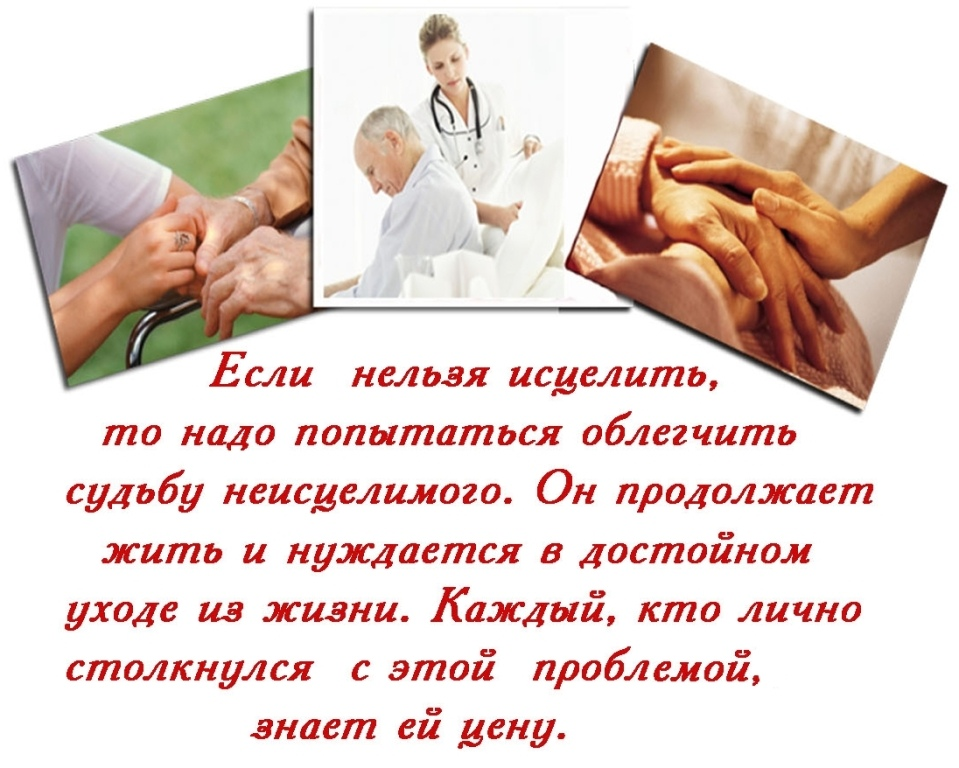 Если нельзя исцелить,
то надо попытаться облегчить
судьбу неисцелимого. Он продолжает
жить и нуждается в достойном
уходе из жизни. Каждый, кто лично
столкнулся с этой проблемой,
знает ей цену.